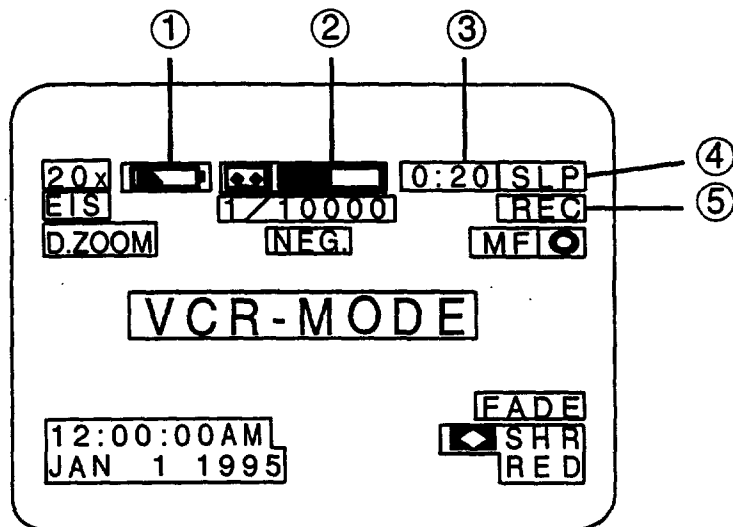 ① ② ③
20x 0:20 SLP ④
EIS 1/10000 REC ⑤
D.ZOOM NEG. MF
VCR-MODE
FADE
12:00:00AM SHR
JAN 1 1995 RED